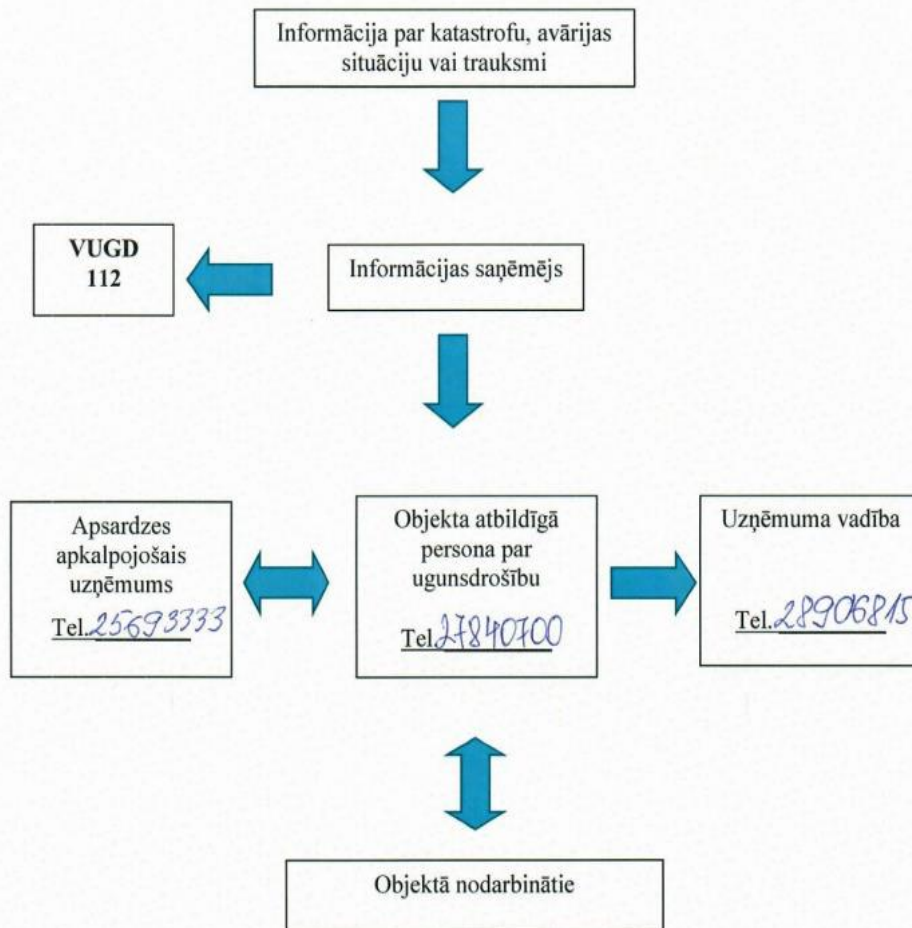 Informācija par katastrofu, avārijas
situāciju vai trauksmi
VUGD
112
Informācijas saņēmējs
Apsardzes
apkalpojošais
uzņēmums
Tel. 25693333
Objekta atbildīgā
persona par
ugunsdrošību
Tel. 27840700
Uzņēmuma vadība
Tel. 28906815
Objektā nodarbinātie